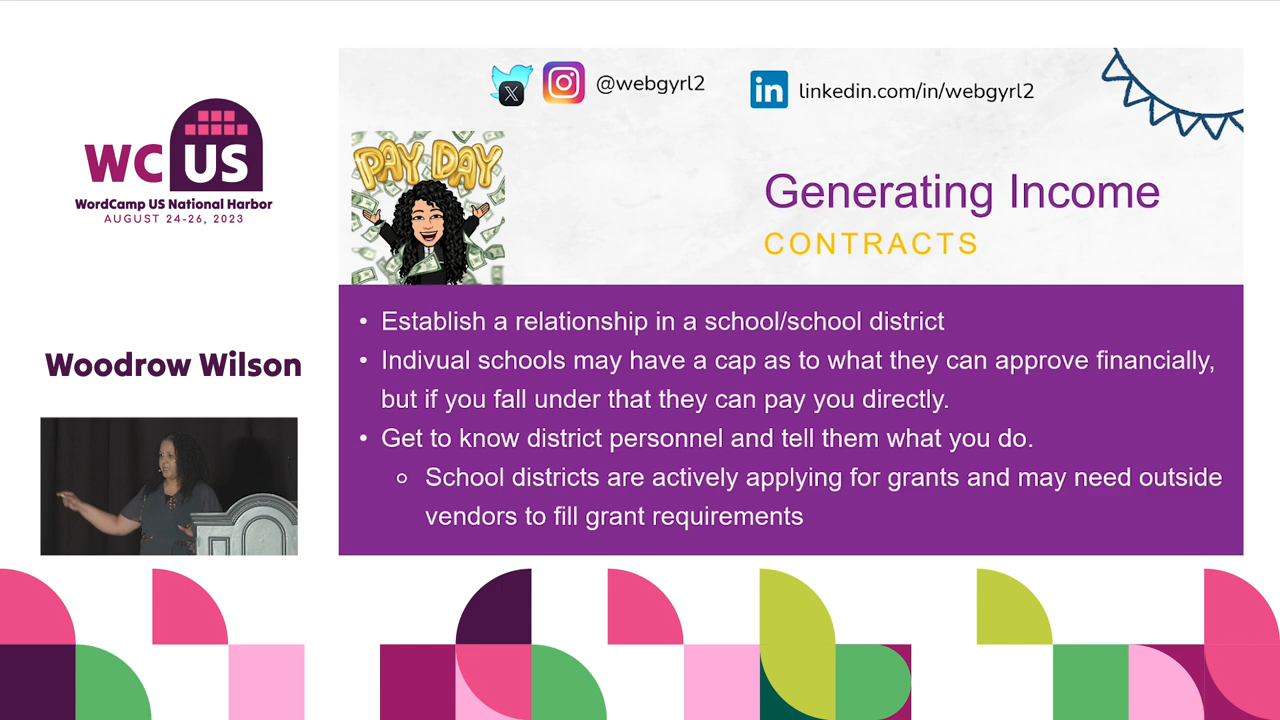 WC US
WordCamp US National Harbor
AUGUST 24-26, 2023
Woodrow Wilson
@webgyrl2
linkedin.com/in/webgyrl2
PAY DAY
Generating Income
CONTRACTS
• Establish a relationship in a school/school district
• Indivual schools may have a cap as to what they can approve financially,
but if you fall under that they can pay you directly.
• Get to know district personnel and tell them what you do.
○ School districts are actively applying for grants and may need outside
vendors to fill grant requirements